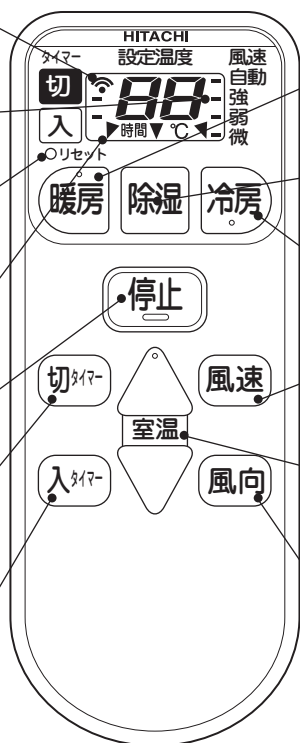 HITACHI
タイマー 設定温度 風速
切 88 自動
強
入 時間 ℃ 弱
微
リセット
暖房 除湿 冷房
停止
切タイマー 風速
室温
入タイマー 風向